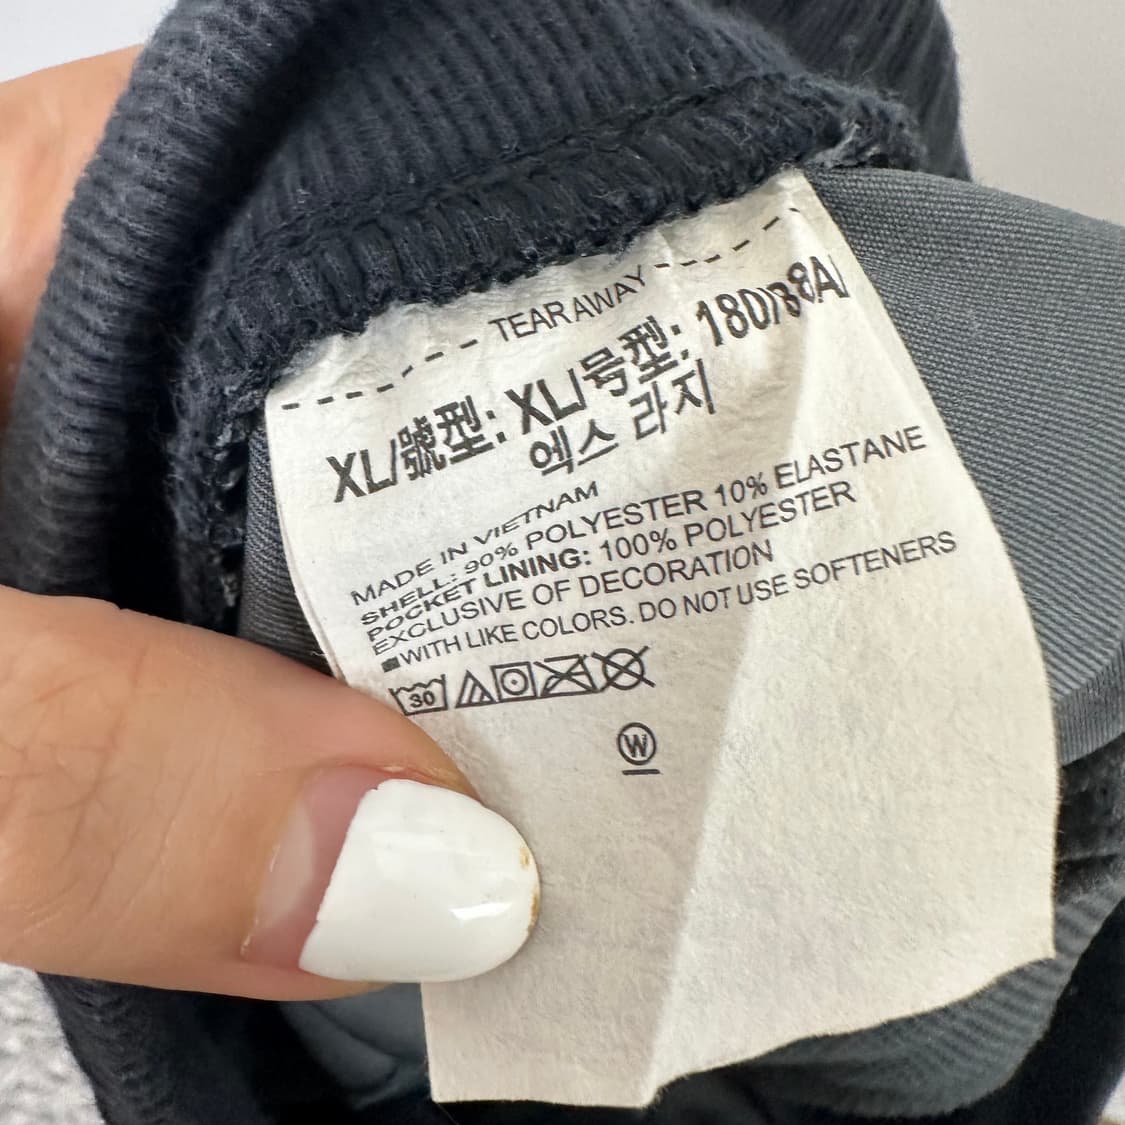 TEAR AWAY
XL/號型: XL/号型: 180/88A
엑스 라지
MADE IN VIETNAM
SHELL: 90% POLYESTER 10% ELASTANE
POCKET LINING: 100% POLYESTER
EXCLUSIVE OF DECORATION
WITH LIKE COLORS. DO NOT USE SOFTENERS
30
W